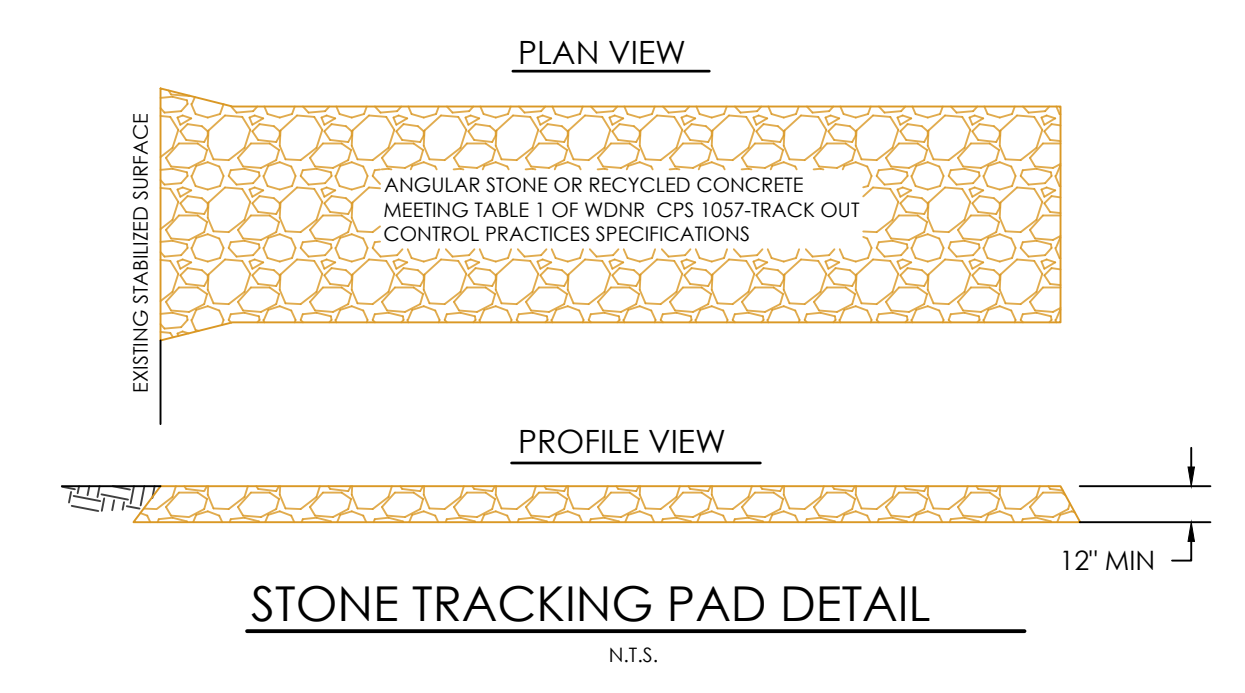 PLAN VIEW
EXISTING STABILIZED SURFACE
ANGULAR STONE OR RECYCLED CONCRETE
MEETING TABLE 1 OF WDNR CPS 1057-TRACK OUT
CONTROL PRACTICES SPECIFICATIONS
PROFILE VIEW
12" MIN
STONE TRACKING PAD DETAIL
N.T.S.